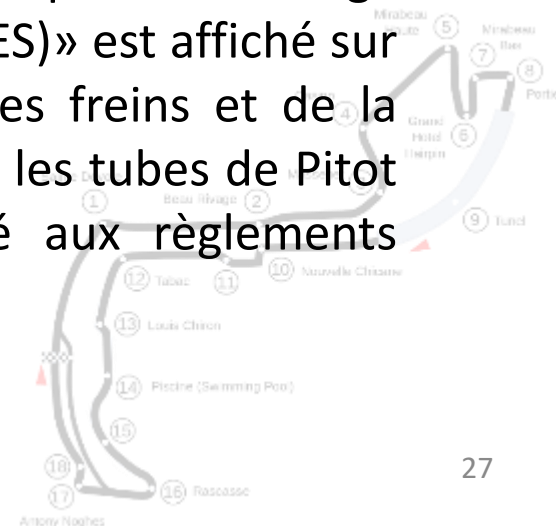 ES)» est affiché sur
es freins et de la
les tubes de Pitot
é aux règlements
Mirabeau
5
7
8
4
Grand
Hotel
Hairpin
6
1
Beau Rivage 2
9 Tunel
10 Nouvelle Chicane
12 Tabac
11
13 Louis Chiron
14 Piscine (Swimming Pool)
15
18
17
16 Rascasse
Antony Noghes
27